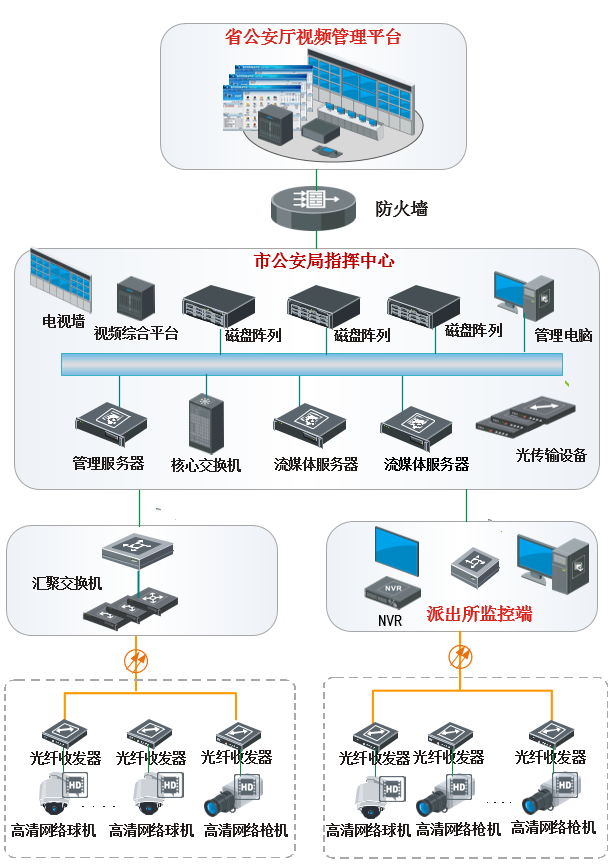 省公安厅视频管理平台
防火墙
市公安局指挥中心
电视墙
视频综合平台
磁盘阵列
磁盘阵列
磁盘阵列
管理电脑
管理服务器
核心交换机
流媒体服务器
流媒体服务器
光传输设备
汇聚交换机
NVR
NVR
派出所监控端
光纤收发器
光纤收发器
光纤收发器
光纤收发器
光纤收发器
光纤收发器
HD
HD
HD
HD
HD
HD
高清网络球机
高清网络球机
高清网络枪机
高清网络球机
高清网络枪机
高清网络枪机